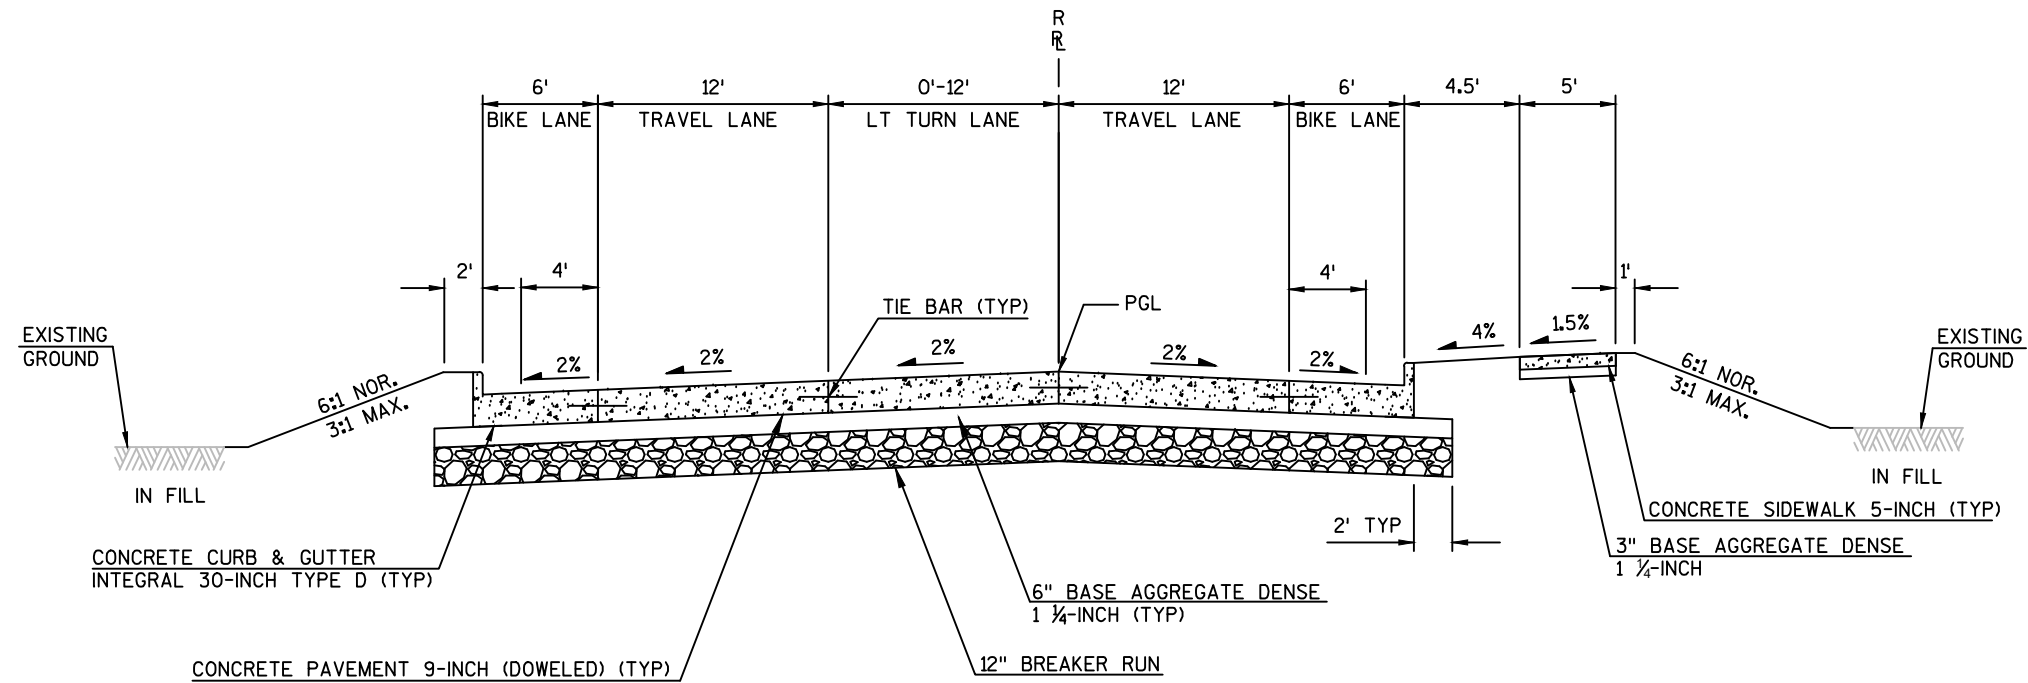 R
RL
6' 12' 0'-12' 12' 6' 4.5' 5'
BIKE LANE TRAVEL LANE LT TURN LANE TRAVEL LANE BIKE LANE
2' 4' 4' 1'
TIE BAR (TYP)
PGL
EXISTING
GROUND
2% 2% 2% 2% 2% 4% 1.5%
EXISTING
GROUND
6:1 NOR.
3:1 MAX.
6:1 NOR.
3:1 MAX.
IN FILL
IN FILL
2' TYP
CONCRETE SIDEWALK 5-INCH (TYP)
3" BASE AGGREGATE DENSE
1 ¼-INCH
CONCRETE CURB & GUTTER
INTEGRAL 30-INCH TYPE D (TYP)
6" BASE AGGREGATE DENSE
1 ¼-INCH (TYP)
CONCRETE PAVEMENT 9-INCH (DOWELED) (TYP)
12" BREAKER RUN